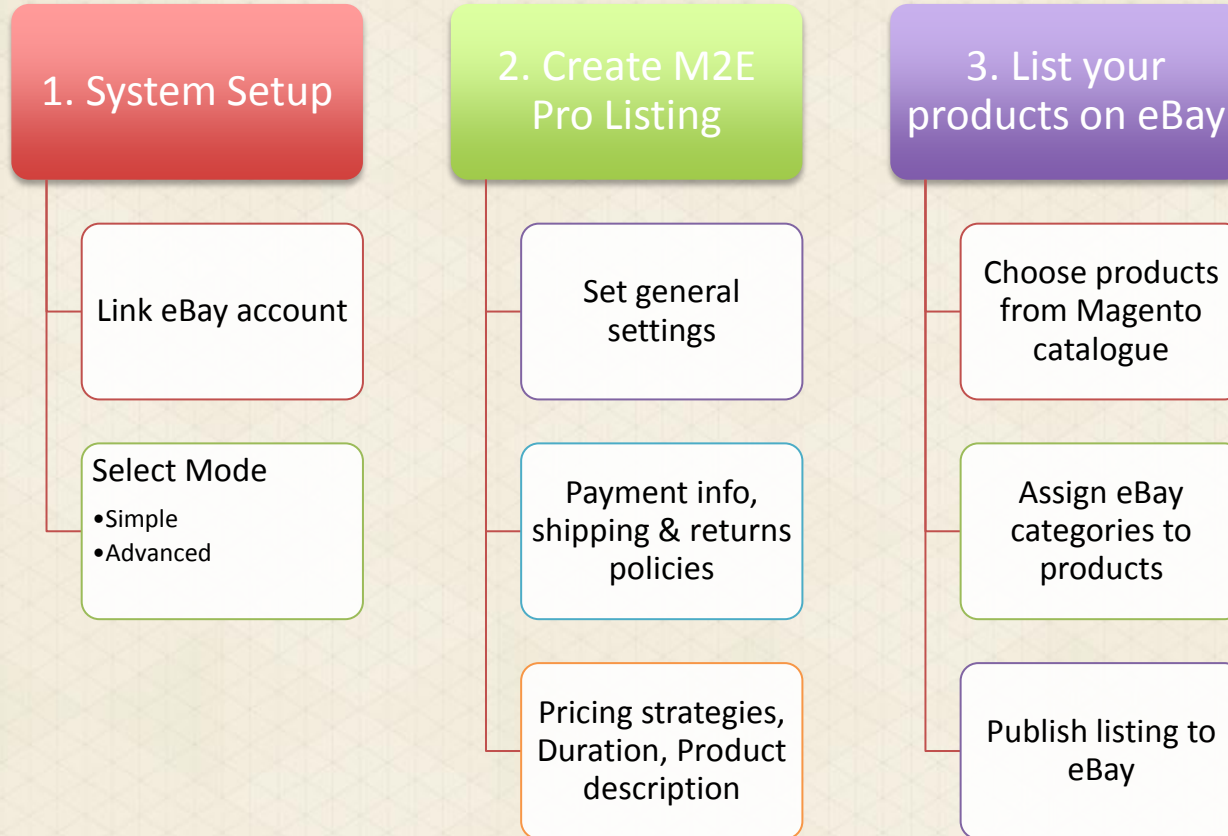 1. System Setup
Link eBay account
Select Mode
•Simple
•Advanced
2. Create M2E
Pro Listing
Set general
settings
Payment info,
shipping & returns
policies
Pricing strategies,
Duration, Product
description
3. List your
products on eBay
Choose products
from Magento
catalogue
Assign eBay
categories to
products
Publish listing to
eBay